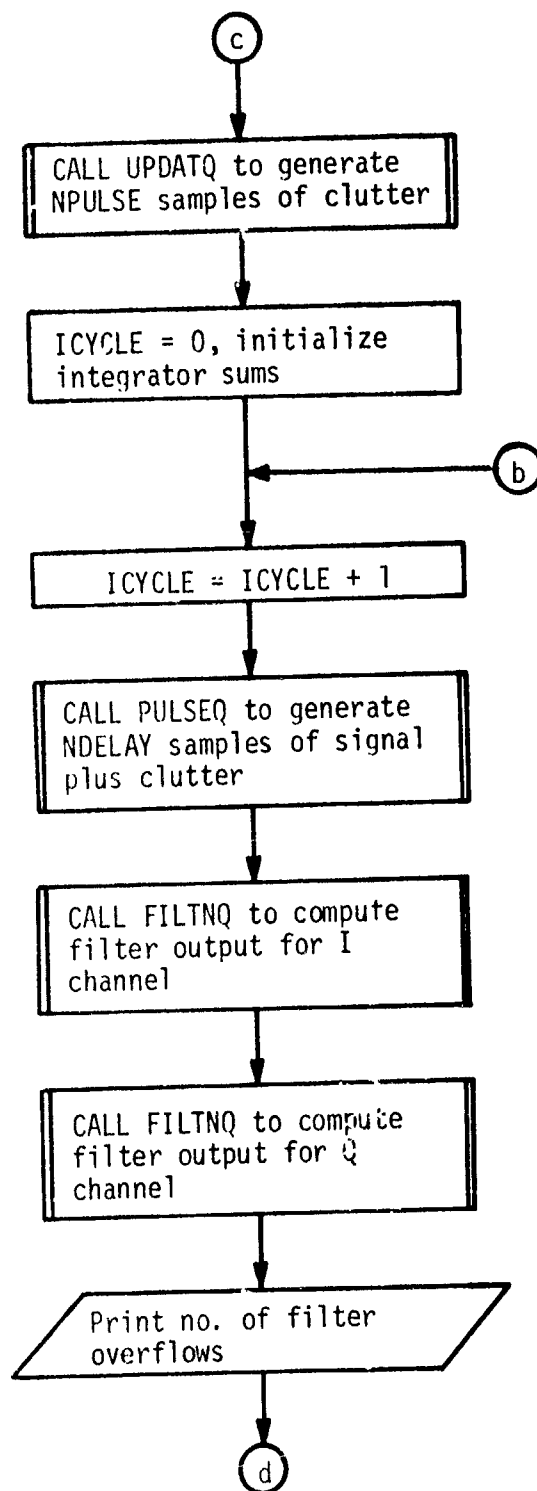 c
CALL UPDATQ to generate
NPULSE samples of clutter
ICYCLE = 0, initialize
integrator sums
b
ICYCLE = ICYCLE + 1
CALL PULSEQ to generate
NDELAY samples of signal
plus clutter
CALL FILTNQ to compute
filter output for I
channel
CALL FILTNQ to compute
filter output for Q
channel
Print no. of filter
overflows
d